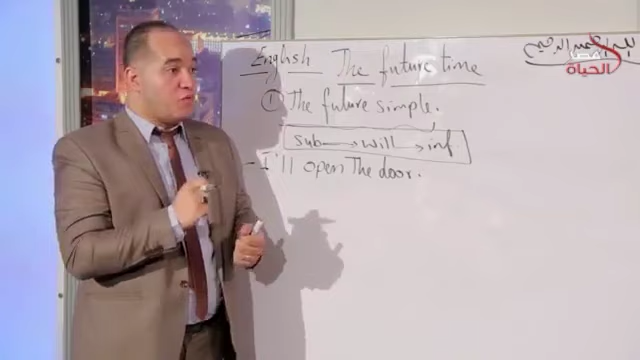 English The future time
① The future simple.
sub → will → inf
- I'll open The door.
الحياة